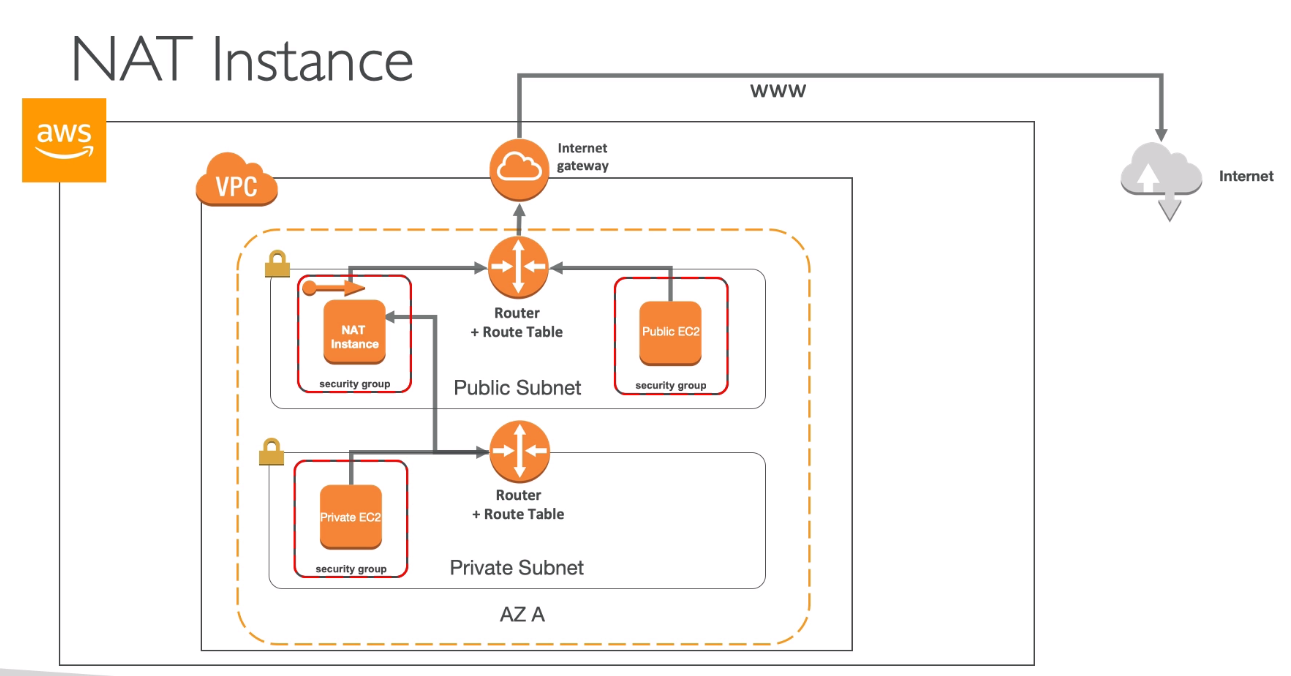 NAT Instance
www
aws
Internet
gateway
Internet
VPC
Router
+ Route Table
NAT
Instance
Public EC2
security group
security group
Public Subnet
Router
+ Route Table
Private EC2
security group
Private Subnet
AZ A